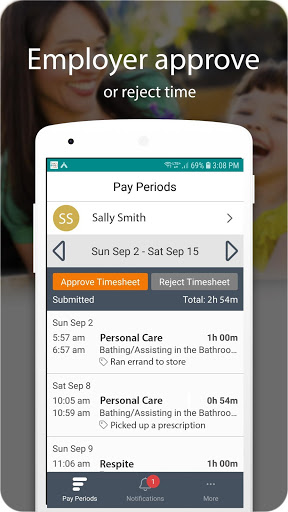 Employer approve
or reject time
69% 3:08 PM
Pay Periods
SS Sally Smith
Sun Sep 2 - Sat Sep 15
Approve Timesheet Reject Timesheet
Submitted Total: 2h 54m
Sun Sep 2
5:57 am Personal Care 1h 00m
6:57 am Bathing/Assisting in the Bathroo...
Ran errand to store
Sat Sep 8
10:05 am Personal Care 0h 54m
10:59 am Bathing/Assisting in the Bathroo...
Picked up a prescription
Sun Sep 9
11:06 am Respite 1h 00m
1
Pay Periods Notifications More